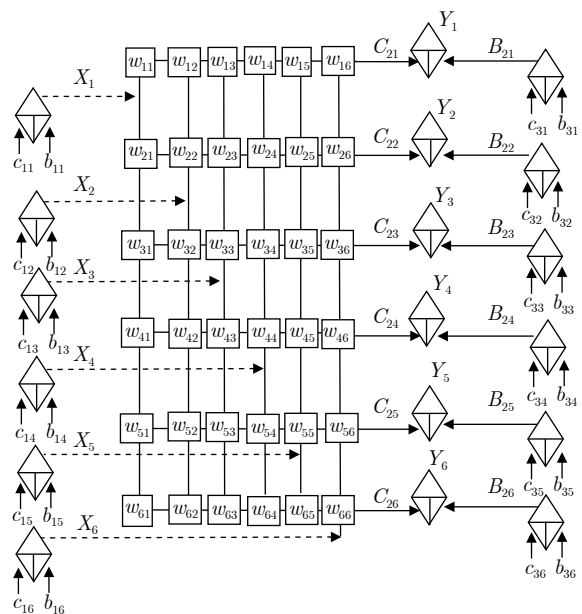 Y₁
w₁₁ w₁₂ w₁₃ w₁₄ w₁₅ w₁₆ C₂₁ B₂₁
X₁
c₁₁ b₁₁ c₃₁ b₃₁
Y₂
w₂₁ w₂₂ w₂₃ w₂₄ w₂₅ w₂₆ C₂₂ B₂₂
X₂
c₁₂ b₁₂ c₃₂ b₃₂
Y₃
w₃₁ w₃₂ w₃₃ w₃₄ w₃₅ w₃₆ C₂₃ B₂₃
X₃
c₁₃ b₁₃ c₃₃ b₃₃
Y₄
w₄₁ w₄₂ w₄₃ w₄₄ w₄₅ w₄₆ C₂₄ B₂₄
X₄
c₁₄ b₁₄ c₃₄ b₃₄
Y₅
w₅₁ w₅₂ w₅₃ w₅₄ w₅₅ w₅₆ C₂₅ B₂₅
X₅
c₁₅ b₁₅ c₃₅ b₃₅
Y₆
w₆₁ w₆₂ w₆₃ w₆₄ w₆₅ w₆₆ C₂₆ B₂₆
X₆
c₁₆ b₁₆ c₃₆ b₃₆